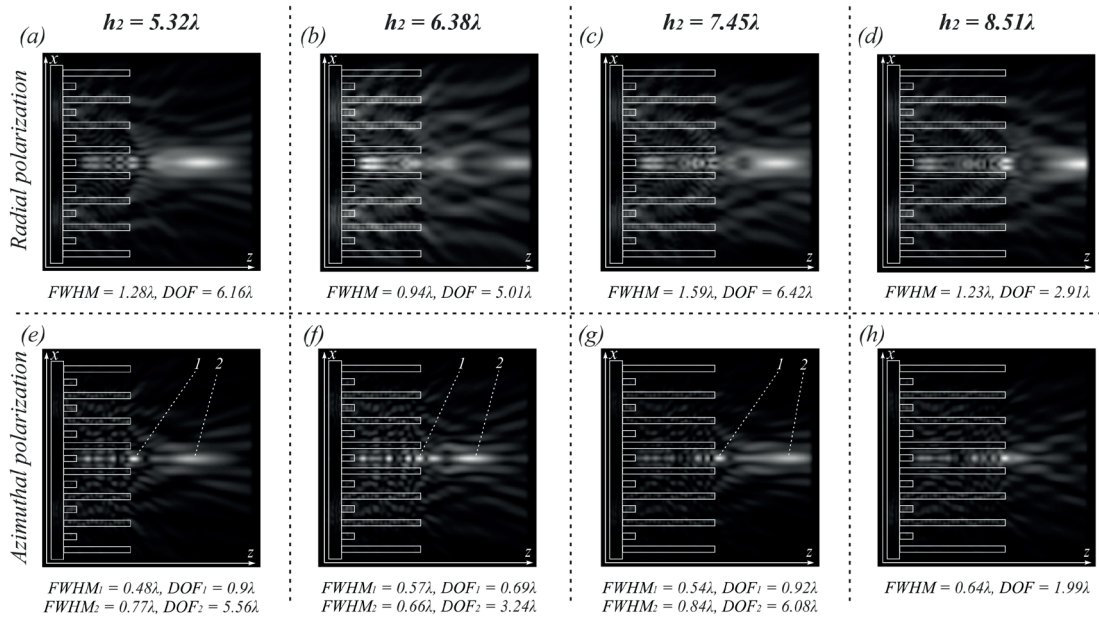 h₂ = 5.32λ
h₂ = 6.38λ
h₂ = 7.45λ
h₂ = 8.51λ
Radial polarization
(a)
x
z
FWHM = 1.28λ, DOF = 6.16λ
(b)
x
z
FWHM = 0.94λ, DOF = 5.01λ
(c)
x
z
FWHM = 1.59λ, DOF = 6.42λ
(d)
x
z
FWHM = 1.23λ, DOF = 2.91λ
Azimuthal polarization
(e)
x
1 2
z
FWHM₁ = 0.48λ, DOF₁ = 0.9λ
FWHM₂ = 0.77λ, DOF₂ = 5.56λ
(f)
x
1 2
z
FWHM₁ = 0.57λ, DOF₁ = 0.69λ
FWHM₂ = 0.66λ, DOF₂ = 3.24λ
(g)
x
1 2
z
FWHM₁ = 0.54λ, DOF₁ = 0.92λ
FWHM₂ = 0.84λ, DOF₂ = 6.08λ
(h)
x
z
FWHM = 0.64λ, DOF = 1.99λ